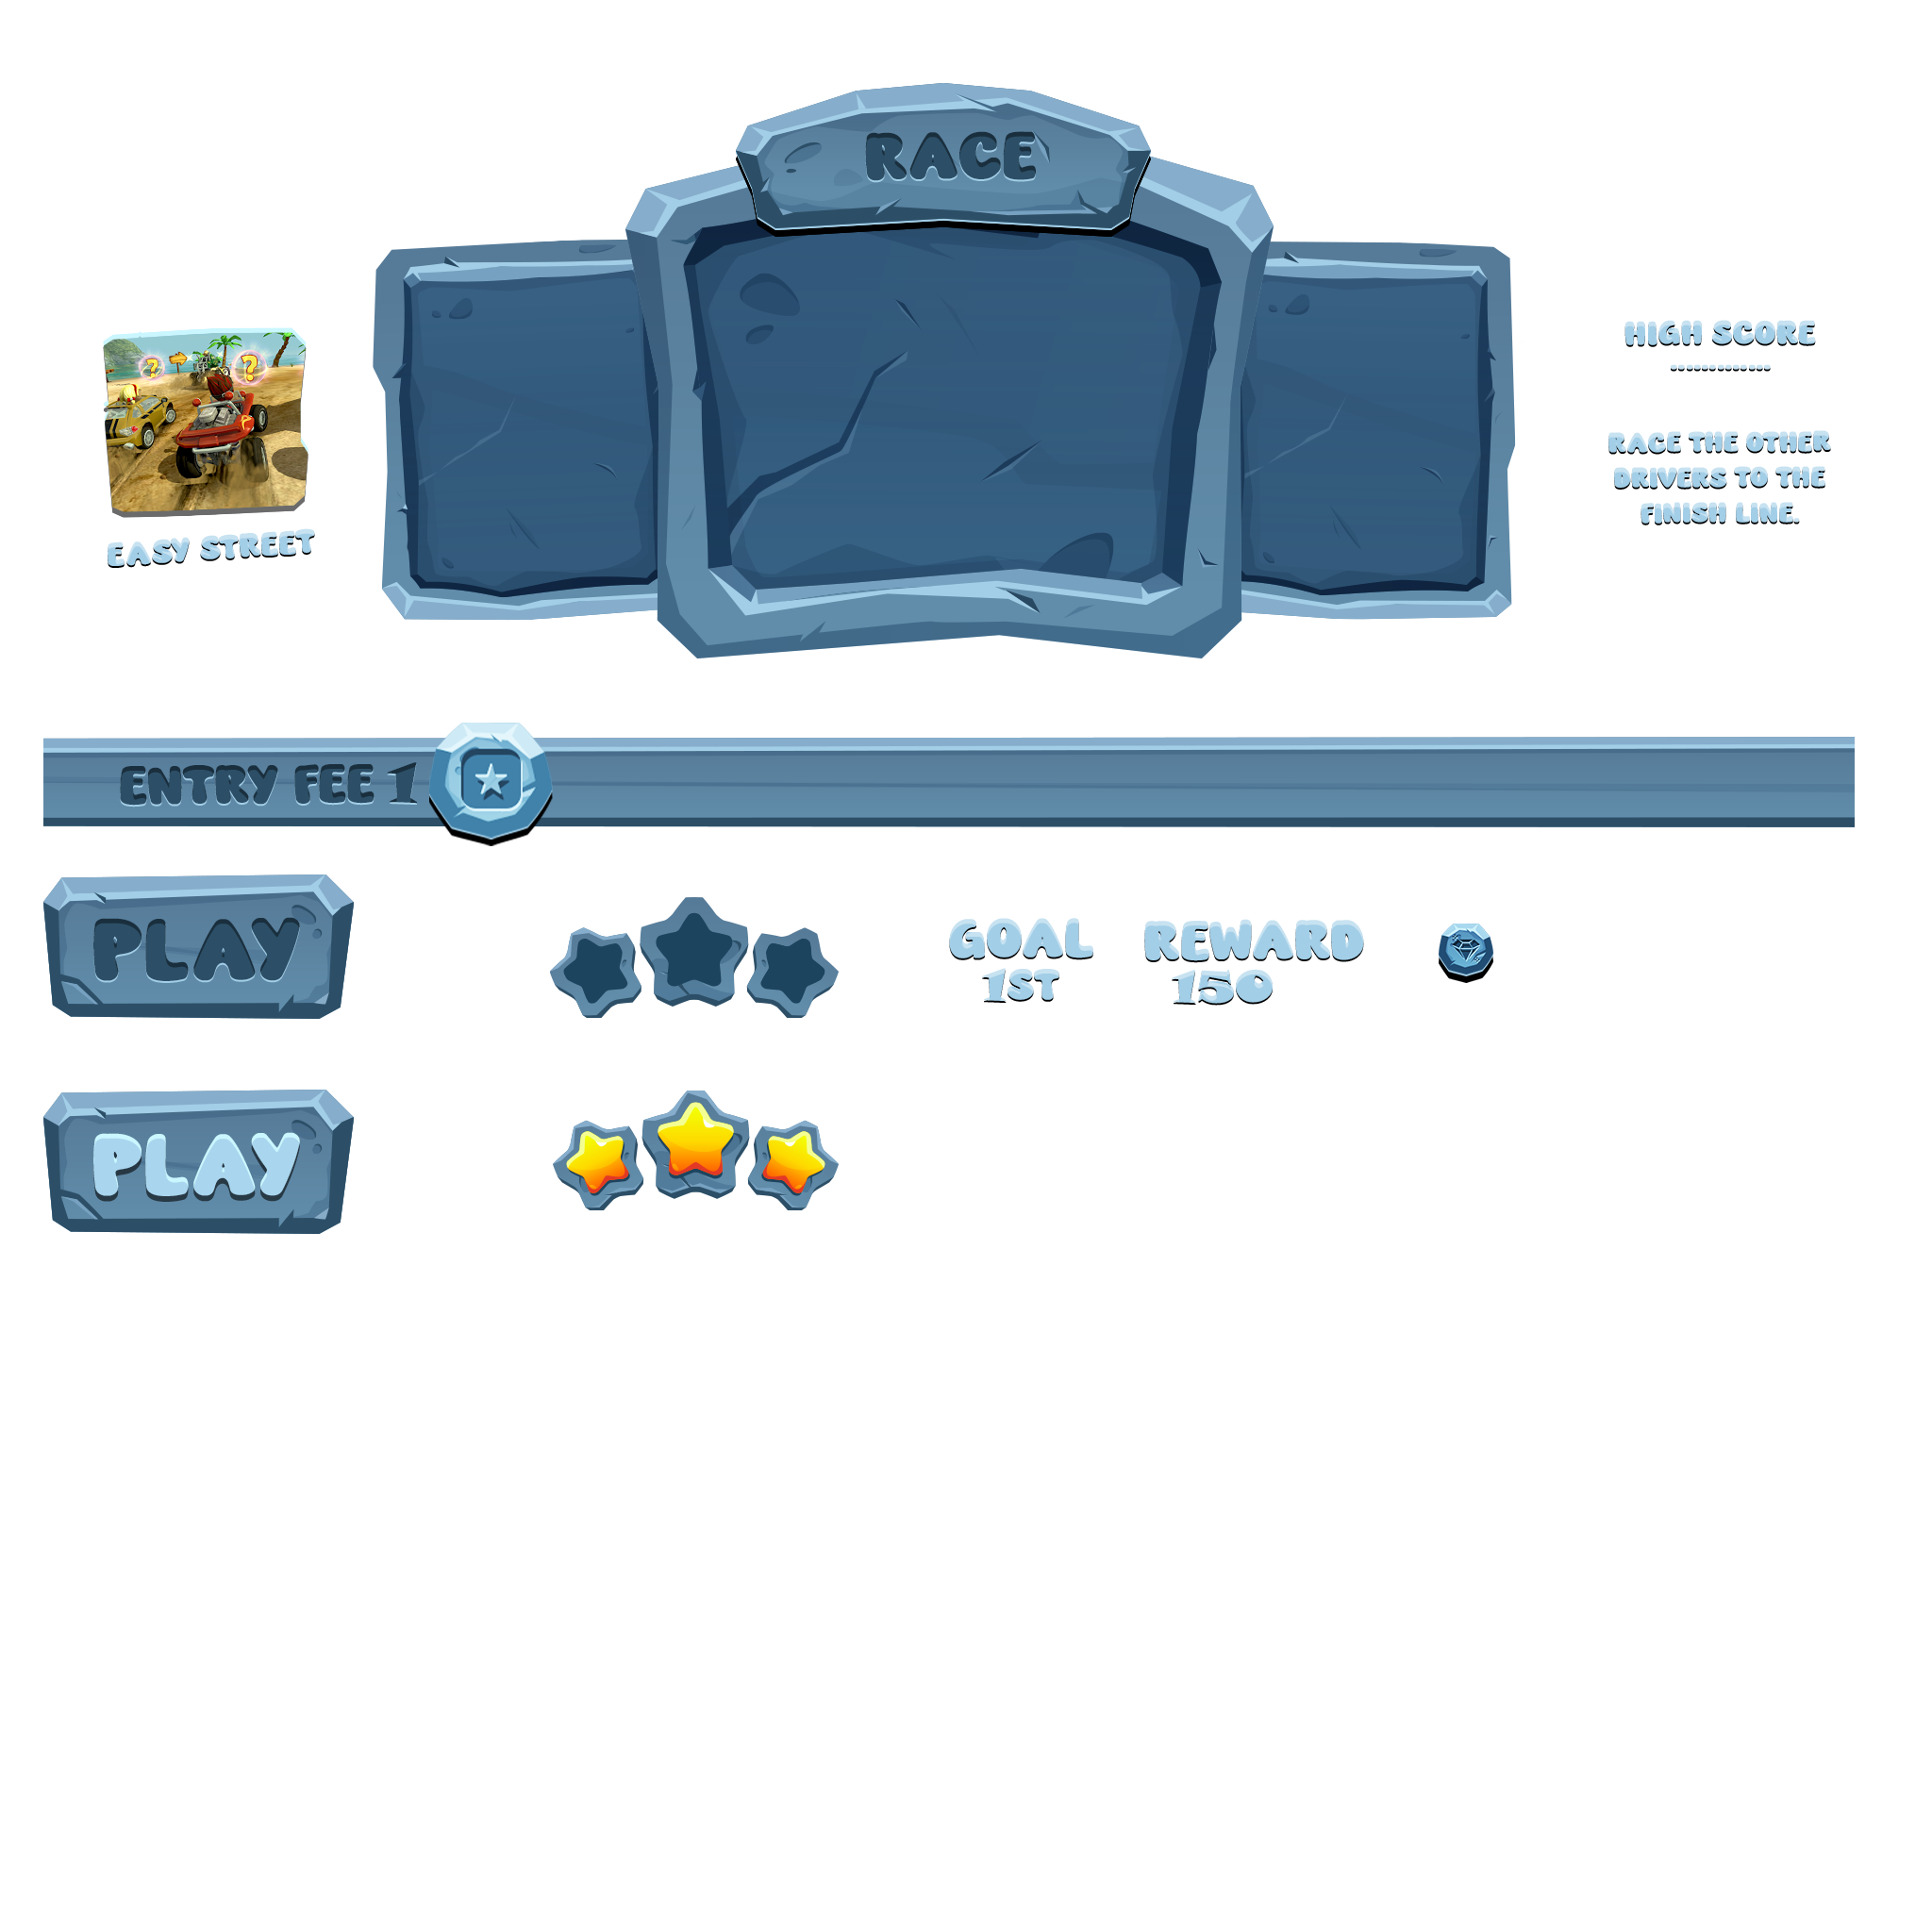 RACE
? ?
EASY STREET
HIGH SCORE
.............
RACE THE OTHER
DRIVERS TO THE
FINISH LINE.
ENTRY FEE 1
PLAY
GOAL
1ST
REWARD
150
PLAY